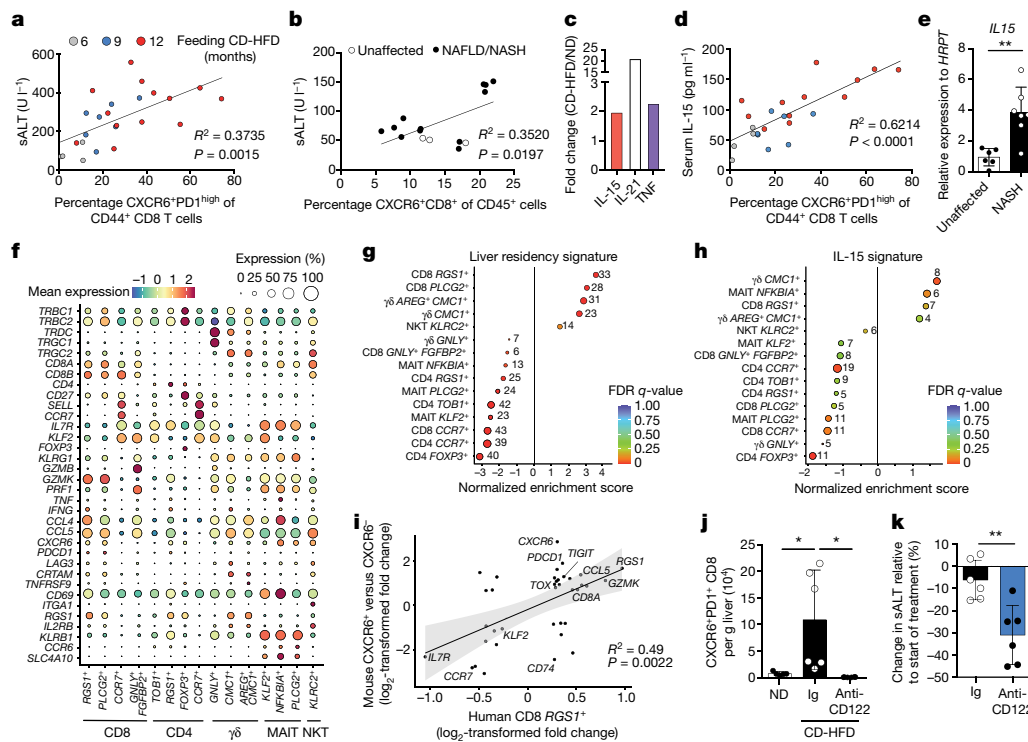 a
6 9 12 Feeding CD-HFD
(months)
sALT (U l⁻¹)
600
400
200
0
0 20 40 60 80
R² = 0.3735
P = 0.0015
Percentage CXCR6⁺PD1ʰⁱᵍʰ of
CD44⁺ CD8 T cells
b
Unaffected NAFLD/NASH
sALT (U l⁻¹)
200
150
100
50
0
0 5 10 15 20 25
R² = 0.3520
P = 0.0197
Percentage CXCR6⁺CD8⁺ of CD45⁺ cells
c
Fold change (CD-HFD/ND)
IL-15
IL-21
TNF
d
Serum IL-15 (pg ml⁻¹)
200
150
100
50
0
0 20 40 60 80
R² = 0.6214
P < 0.0001
Percentage CXCR6⁺PD1ʰⁱᵍʰ of
CD44⁺ CD8 T cells
e
IL15
**
Relative expression to HRPT
8
6
4
2
0
Unaffected
NASH
f
Expression (%)
Mean expression −1 0 1 2
0 25 50 75 100
TRBC1
TRBC2
TRDC
TRGC1
TRGC2
CD8A
CD8B
CD4
CD27
SELL
CCR7
IL7R
KLF2
FOXP3
KLRG1
GZMB
GZMK
PRF1
TNF
IFNG
CCL4
CCL5
CXCR6
PDCD1
LAG3
CRTAM
TNFRSF9
CD69
ITGA1
RGS1
IL2RB
KLRB1
CCR6
SLC4A10
RGS1⁺
PLCG2⁺
CCR7⁺
GNLY⁺
FGFBP2⁺
TOB1⁺
RGS1⁺
FOXP3⁺
CCR7⁺
GNLY⁺
CMC1⁺
AREG⁺
CMC1⁺
KLF2⁺
NFKBIA⁺
PLCG2⁺
KLRC2⁺
CD8 CD4 γδ MAIT NKT
g
Liver residency signature
CD8 RGS1⁺ 33
CD8 PLCG2⁺ 28
γδ AREG⁺ CMC1⁺ 31
γδ CMC1⁺ 23
NKT KLRC2⁺ 14
γδ GNLY⁺ 7
CD8 GNLY⁺ FGFBP2⁺ 6
MAIT NFKBIA⁺ 13
CD4 RGS1⁺ 25
MAIT PLCG2⁺ 24
CD4 TOB1⁺ 42
MAIT KLF2⁺ 23
CD8 CCR7⁺ 43
CD4 CCR7⁺ 39
CD4 FOXP3⁺ 40
FDR q-value
1.00
0.75
0.50
0.25
0.00
−3 −2 −1 0 1 2 3 4
Normalized enrichment score
h
IL-15 signature
γδ CMC1⁺ 8
MAIT NFKBIA⁺ 6
CD8 RGS1⁺ 7
γδ AREG⁺ CMC1⁺ 4
NKT KLRC2⁺ 6
MAIT KLF2⁺ 7
CD8 GNLY⁺ FGFBP2⁺ 8
CD4 CCR7⁺ 19
CD4 TOB1⁺ 9
CD4 RGS1⁺ 5
CD8 PLCG2⁺ 5
MAIT PLCG2⁺ 11
CD8 CCR7⁺ 11
γδ GNLY⁺ 5
CD4 FOXP3⁺ 11
FDR q-value
1.00
0.75
0.50
0.25
0.00
−2 −1 0 1
Normalized enrichment score
i
Mouse CXCR6⁺ versus CXCR6⁻
(log₂-transformed fold change)
2
0
−2
CXCR6
PDCD1
TIGIT
TOX
CCL5
RGS1
GZMK
CD8A
KLF2
IL7R
CCR7
CD74
R² = 0.49
P = 0.0022
−1.0 −0.5 0 0.5 1.0
Human CD8 RGS1⁺
(log₂-transformed fold change)
j
CXCR6⁺PD1⁺ CD8
per g liver (10⁴)
25
20
15
10
5
0
* *
ND Ig Anti-
CD122
CD-HFD
k
Change in sALT relative
to start of treatment (%)
**
10
0
−10
−20
−30
−40
−50
Ig Anti-
CD122